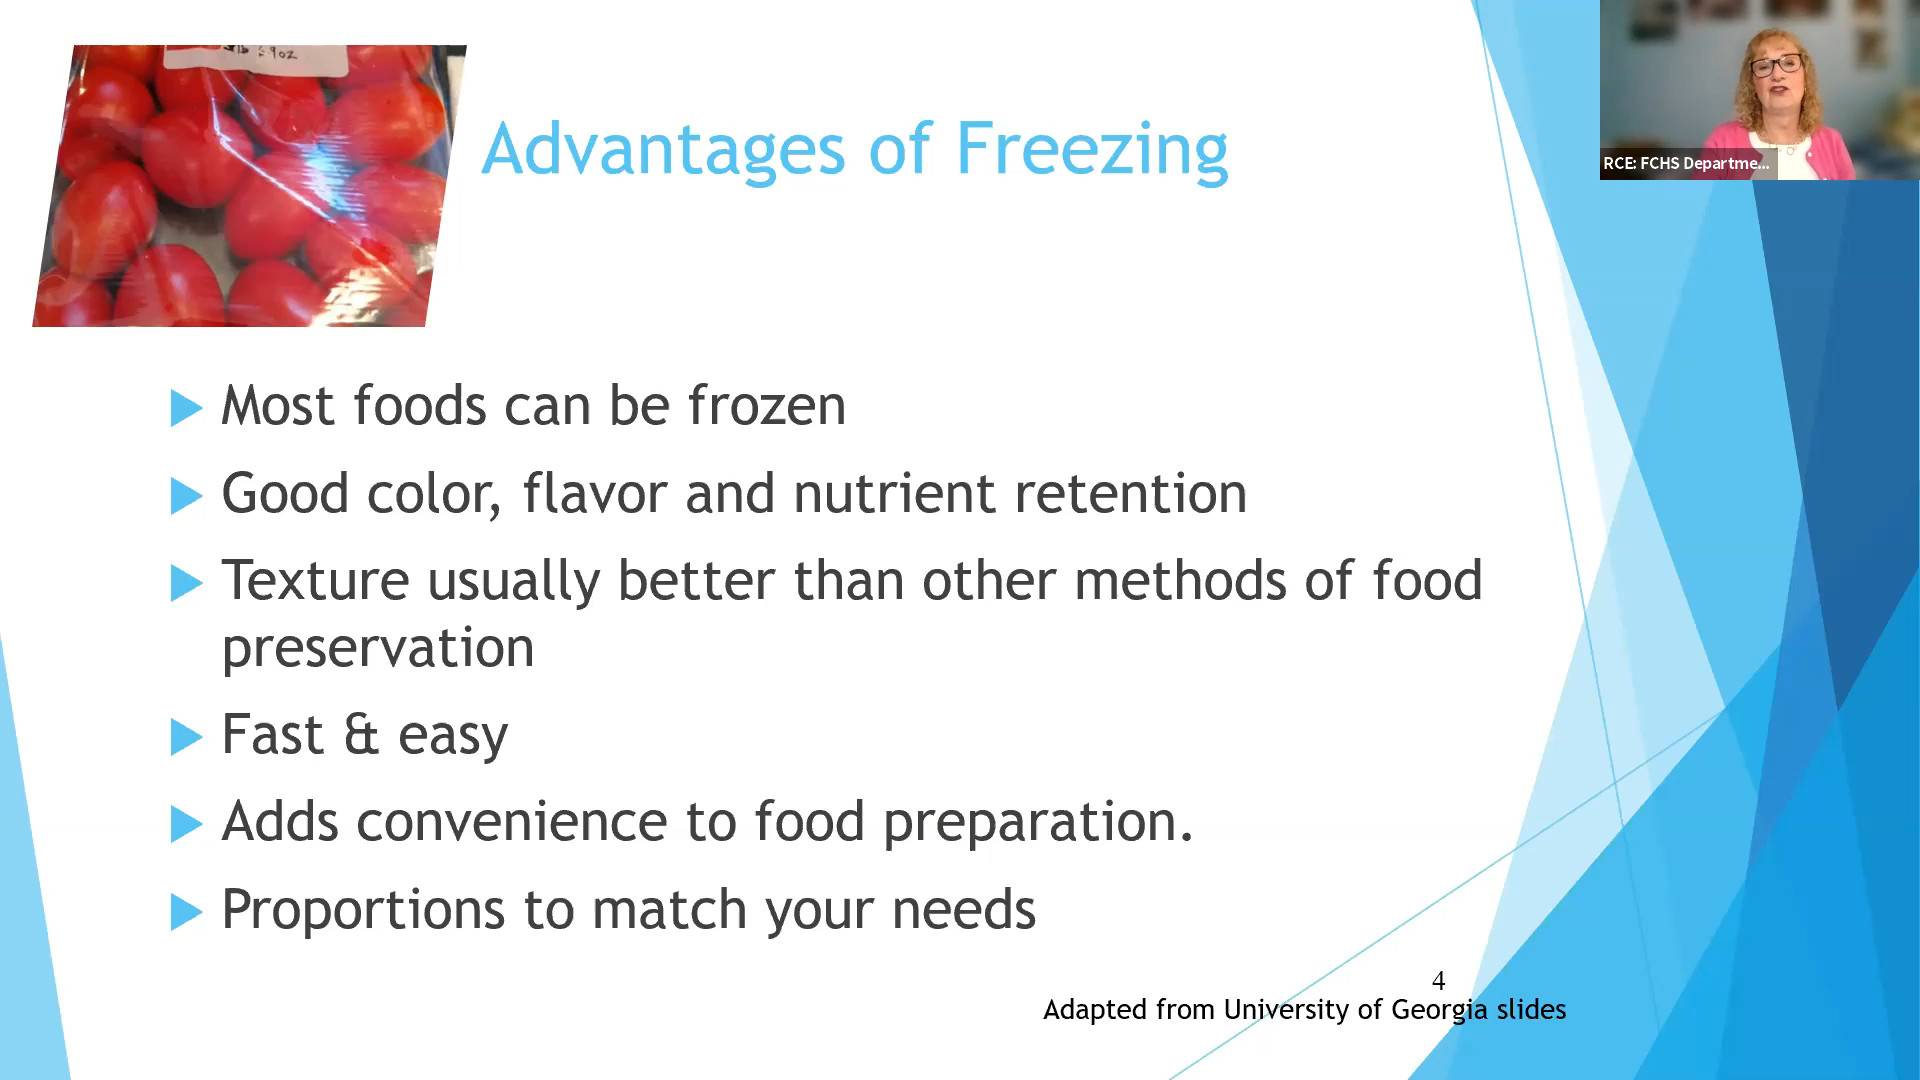 9oz
Advantages of Freezing
RCE: FCHS Departme...
Most foods can be frozen
Good color, flavor and nutrient retention
Texture usually better than other methods of food
preservation
Fast & easy
Adds convenience to food preparation.
Proportions to match your needs
4
Adapted from University of Georgia slides